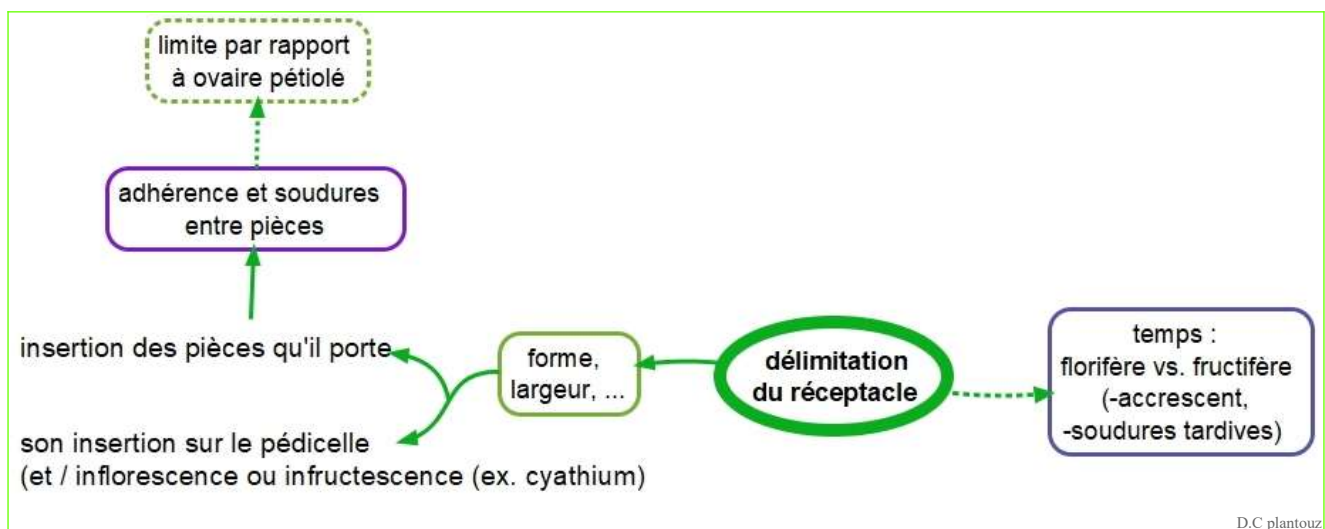 limite par rapport
à ovaire pétiolé
adhérence et soudures
entre pièces
insertion des pièces qu'il porte
son insertion sur le pédicelle
(et / inflorescence ou infructescence (ex. cyathium)
forme,
largeur, ...
délimitation
du réceptacle
temps :
florifère vs. fructifère
(-accrescent,
-soudures tardives)
D.C plantouz